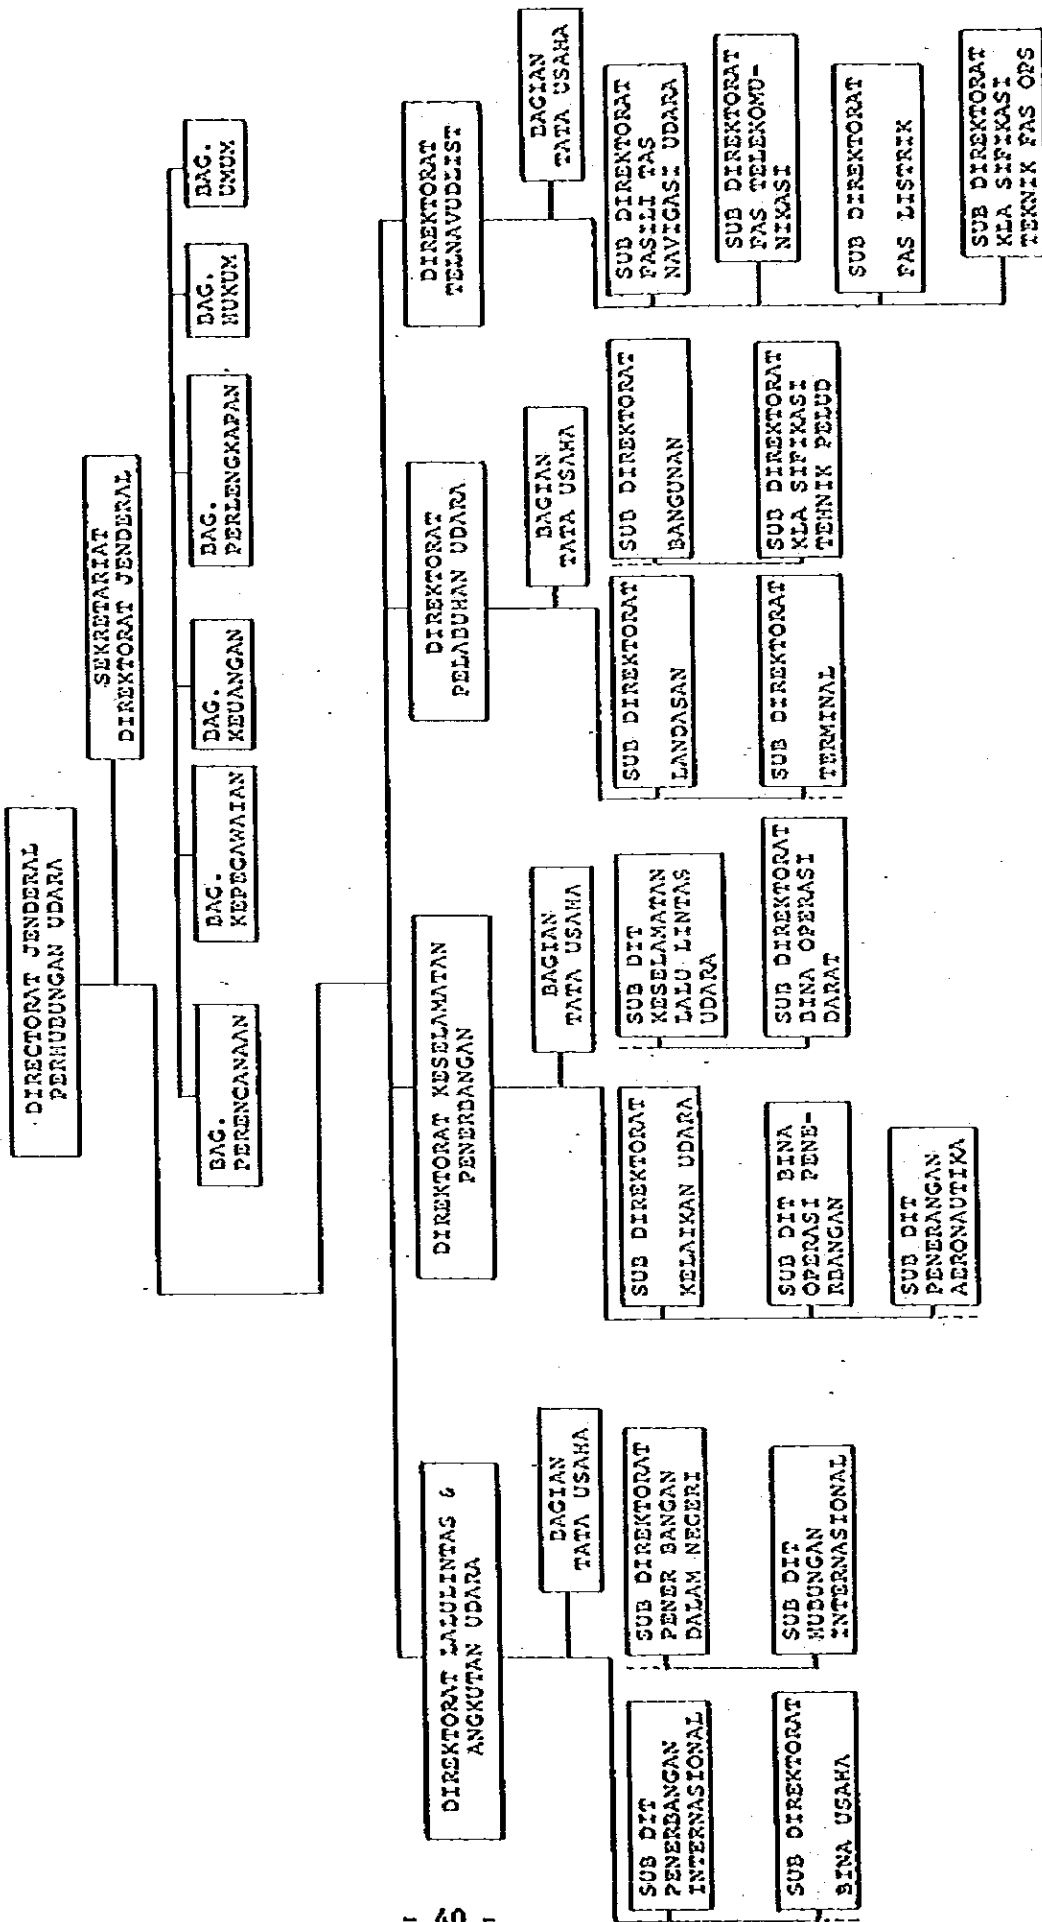 DIRECTORAT JENDERAL
PERHUBUNGAN UDARA
SEKRETARIAT
DIREKTORAT JENDERAL
BAG.
PERENCANAAN
BAG.
KEPEGAWAIAN
BAG.
KEUANGAN
BAG.
PERLENGKAPAN
BAG.
HUKUM
BAG.
UMUM
DIREKTORAT LALULINTAS &
ANGKUTAN UDARA
BAGIAN
TATA USAHA
SUB DIT
PENERBANGAN
INTERNASIONAL
SUB DIREKTORAT
PENER BANGAN
DALAM NEGERI
SUB DIREKTORAT
BINA USAHA
SUB DIT
HUBUNGAN
INTERNASIONAL
DIREKTORAT KESELAMATAN
PENERBANGAN
BAGIAN
TATA USAHA
SUB DIREKTORAT
KELAIKAN UDARA
SUB DIT
KESELAMATAN
LALU LINTAS
UDARA
SUB DIT BINA
OPERASI PENE-
RBANGAN
SUB DIREKTORAT
BINA OPERASI
DARAT
SUB DIT
PENERANGAN
AERONAUTIKA
DIREKTORAT
PELABUHAN UDARA
BAGIAN
TATA USAHA
SUB DIREKTORAT
LANDASAN
SUB DIREKTORAT
BANGUNAN
SUB DIREKTORAT
TERMINAL
SUB DIREKTORAT
KLA SIFIKASI
TEHNIK PELUD
DIREKTORAT
TELNAVUDLIST
BAGIAN
TATA USAHA
SUB DIREKTORAT
FASILI TAS
NAVIGASI UDARA
SUB DIREKTORAT
FAS TELEKOMU-
NIKASI
SUB DIREKTORAT
FAS LISTRIK
SUB DIREKTORAT
KLA SIFIKASI
TEKNIK FAS OPS
- 40 -